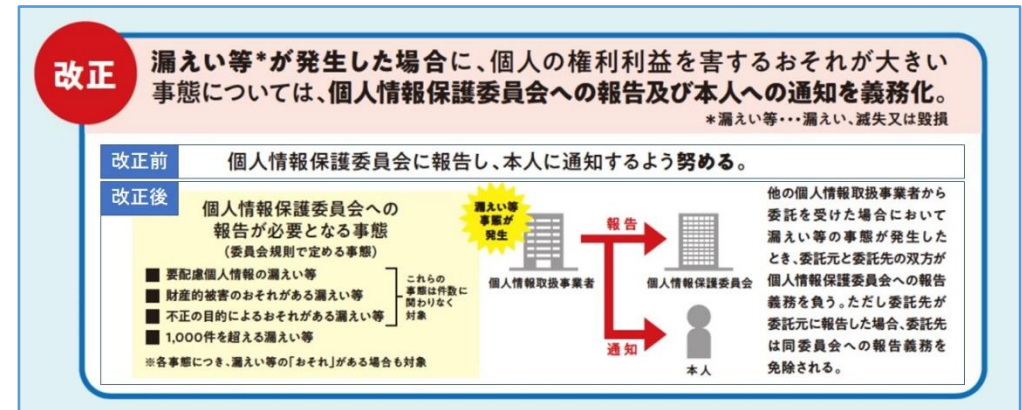 改正
漏えい等*が発生した場合に、個人の権利利益を害するおそれが大きい
事態については、個人情報保護委員会への報告及び本人への通知を義務化。
*漏えい等･･･漏えい、滅失又は毀損
改正前
個人情報保護委員会に報告し、本人に通知するよう努める。
改正後
個人情報保護委員会への
報告が必要となる事態
(委員会規則で定める事態)
■ 要配慮個人情報の漏えい等
■ 財産的被害のおそれがある漏えい等
■ 不正の目的によるおそれがある漏えい等
■ 1,000件を超える漏えい等
これらの
事態は件数に
関わりなく
対象
※各事態につき、漏えい等の「おそれ」がある場合も対象
漏えい等
事態が
発生
個人情報取扱事業者
報告
個人情報保護委員会
通知
本人
他の個人情報取扱事業者から
委託を受けた場合において
漏えい等の事態が発生した
とき、委託元と委託先の双方が
個人情報保護委員会への報告
義務を負う。ただし委託先が
委託元に報告した場合、委託先
は同委員会への報告義務を
免除される。